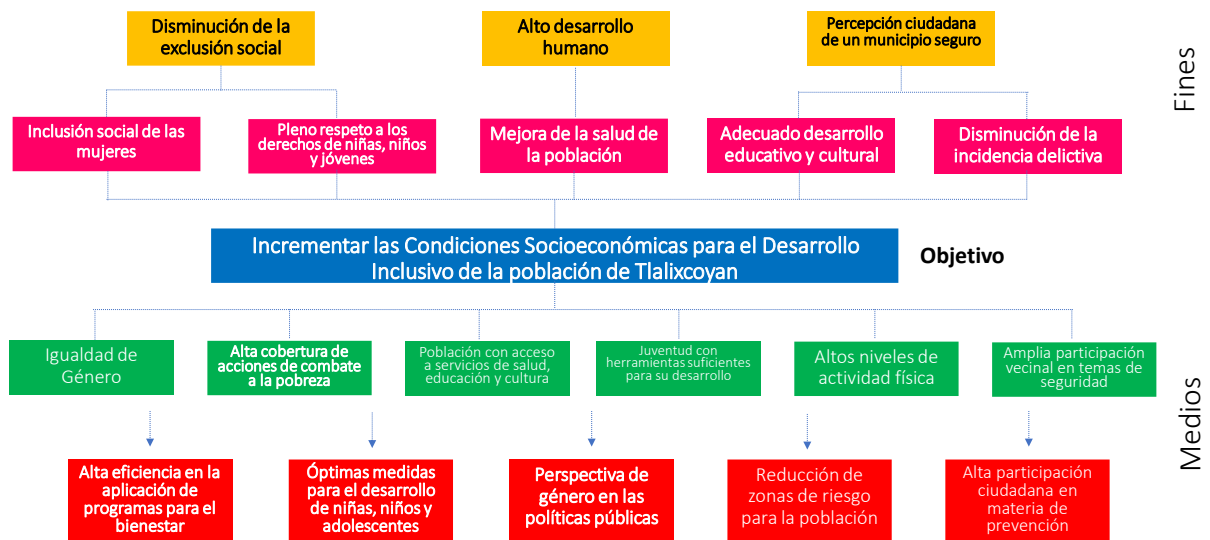 Disminución de la
exclusión social
Alto desarrollo
humano
Percepción ciudadana
de un municipio seguro
Fines
Inclusión social de las
mujeres
Pleno respeto a los
derechos de niñas, niños
y jóvenes
Mejora de la salud de
la población
Adecuado desarrollo
educativo y cultural
Disminución de la
incidencia delictiva
Incrementar las Condiciones Socioeconómicas para el Desarrollo
Inclusivo de la población de Tlalixcoyan
Objetivo
Igualdad de
Género
Alta cobertura de
acciones de combate
a la pobreza
Población con acceso
a servicios de salud,
educación y cultura
Juventud con
herramientas suficientes
para su desarrollo
Altos niveles de
actividad física
Amplia participación
vecinal en temas de
seguridad
Medios
Alta eficiencia en la
aplicación de
programas para el
bienestar
Óptimas medidas
para el desarrollo
de niñas, niños y
adolescentes
Perspectiva de
género en las
políticas públicas
Reducción de
zonas de riesgo
para la población
Alta participación
ciudadana en
materia de
prevención